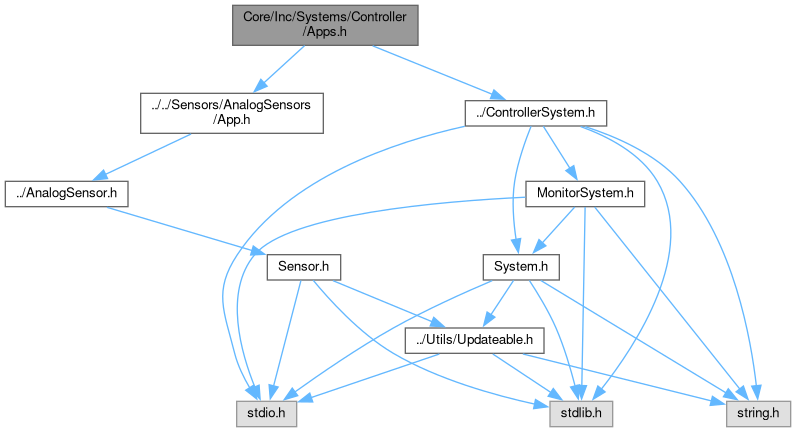 Core/Inc/Systems/Controller
/Apps.h
../../Sensors/AnalogSensors
/App.h
../ControllerSystem.h
../AnalogSensor.h
MonitorSystem.h
Sensor.h
System.h
../Utils/Updateable.h
stdio.h
stdlib.h
string.h